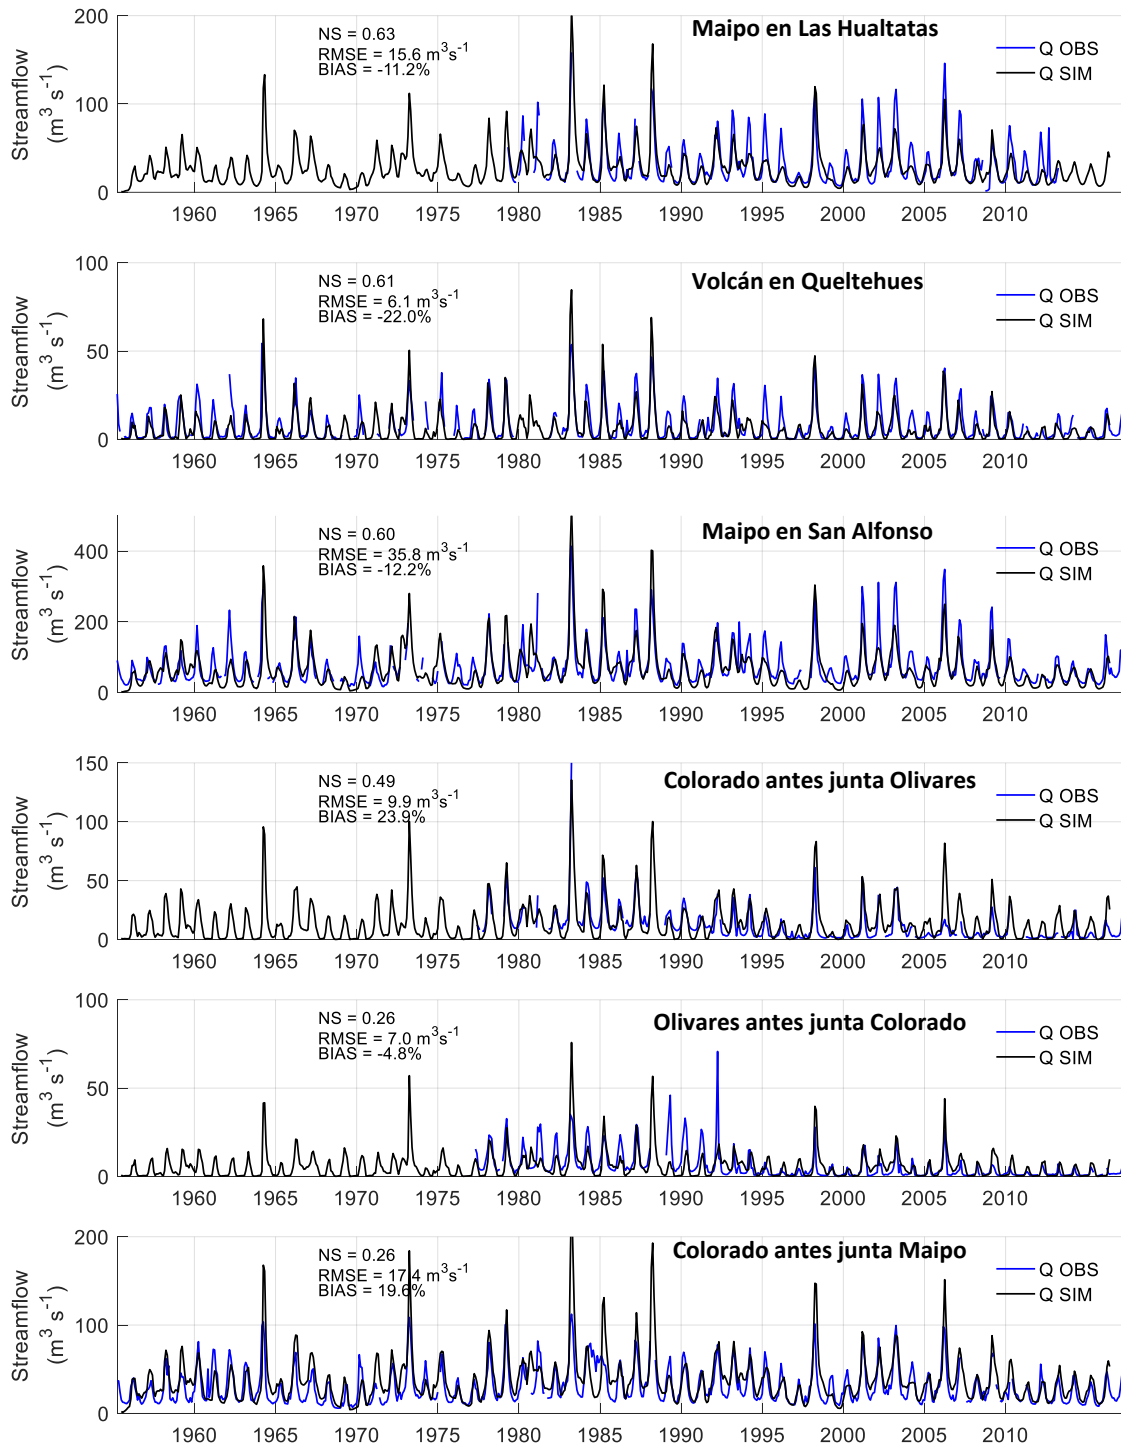 Maipo en Las Hualtatas
NS = 0.63
RMSE = 15.6 m³s⁻¹
BIAS = -11.2%
Q OBS
Q SIM
Streamflow
(m³ s⁻¹)
200
100
0
1960 1965 1970 1975 1980 1985 1990 1995 2000 2005 2010
Volcán en Queltehues
NS = 0.61
RMSE = 6.1 m³s⁻¹
BIAS = -22.0%
Q OBS
Q SIM
Streamflow
(m³ s⁻¹)
100
50
0
1960 1965 1970 1975 1980 1985 1990 1995 2000 2005 2010
Maipo en San Alfonso
NS = 0.60
RMSE = 35.8 m³s⁻¹
BIAS = -12.2%
Q OBS
Q SIM
Streamflow
(m³ s⁻¹)
400
200
0
1960 1965 1970 1975 1980 1985 1990 1995 2000 2005 2010
Colorado antes junta Olivares
NS = 0.49
RMSE = 9.9 m³s⁻¹
BIAS = 23.9%
Q OBS
Q SIM
Streamflow
(m³ s⁻¹)
150
100
50
0
1960 1965 1970 1975 1980 1985 1990 1995 2000 2005 2010
Olivares antes junta Colorado
NS = 0.26
RMSE = 7.0 m³s⁻¹
BIAS = -4.8%
Q OBS
Q SIM
Streamflow
(m³ s⁻¹)
100
50
0
1960 1965 1970 1975 1980 1985 1990 1995 2000 2005 2010
Colorado antes junta Maipo
NS = 0.26
RMSE = 17.4 m³s⁻¹
BIAS = 19.6%
Q OBS
Q SIM
Streamflow
(m³ s⁻¹)
200
100
0
1960 1965 1970 1975 1980 1985 1990 1995 2000 2005 2010